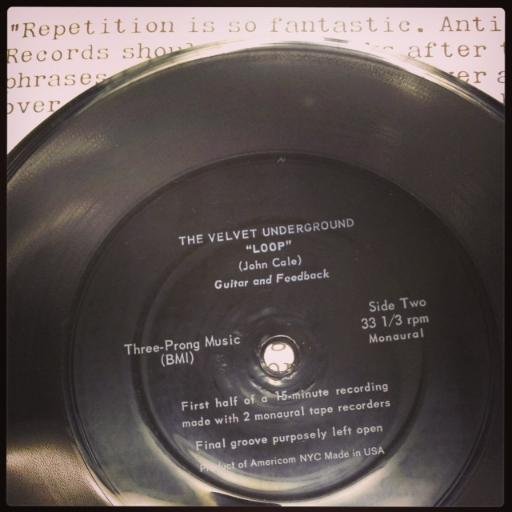 "Repetition is so fantastic. Anti
Records after
phrases
over
THE VELVET UNDERGROUND
"LOOP"
(John Cale)
Guitar and Feedback
Side Two
33 1/3 rpm
Monaural
Three-Prong Music
(BMI)
First half of a 15-minute recording
made with 2 monaural tape recorders
Final groove purposely left open
Product of Americom NYC Made in USA